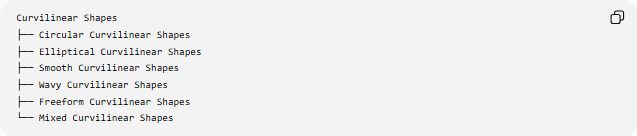 Curvilinear Shapes
├── Circular Curvilinear Shapes
├── Elliptical Curvilinear Shapes
├── Smooth Curvilinear Shapes
├── Wavy Curvilinear Shapes
├── Freeform Curvilinear Shapes
└── Mixed Curvilinear Shapes